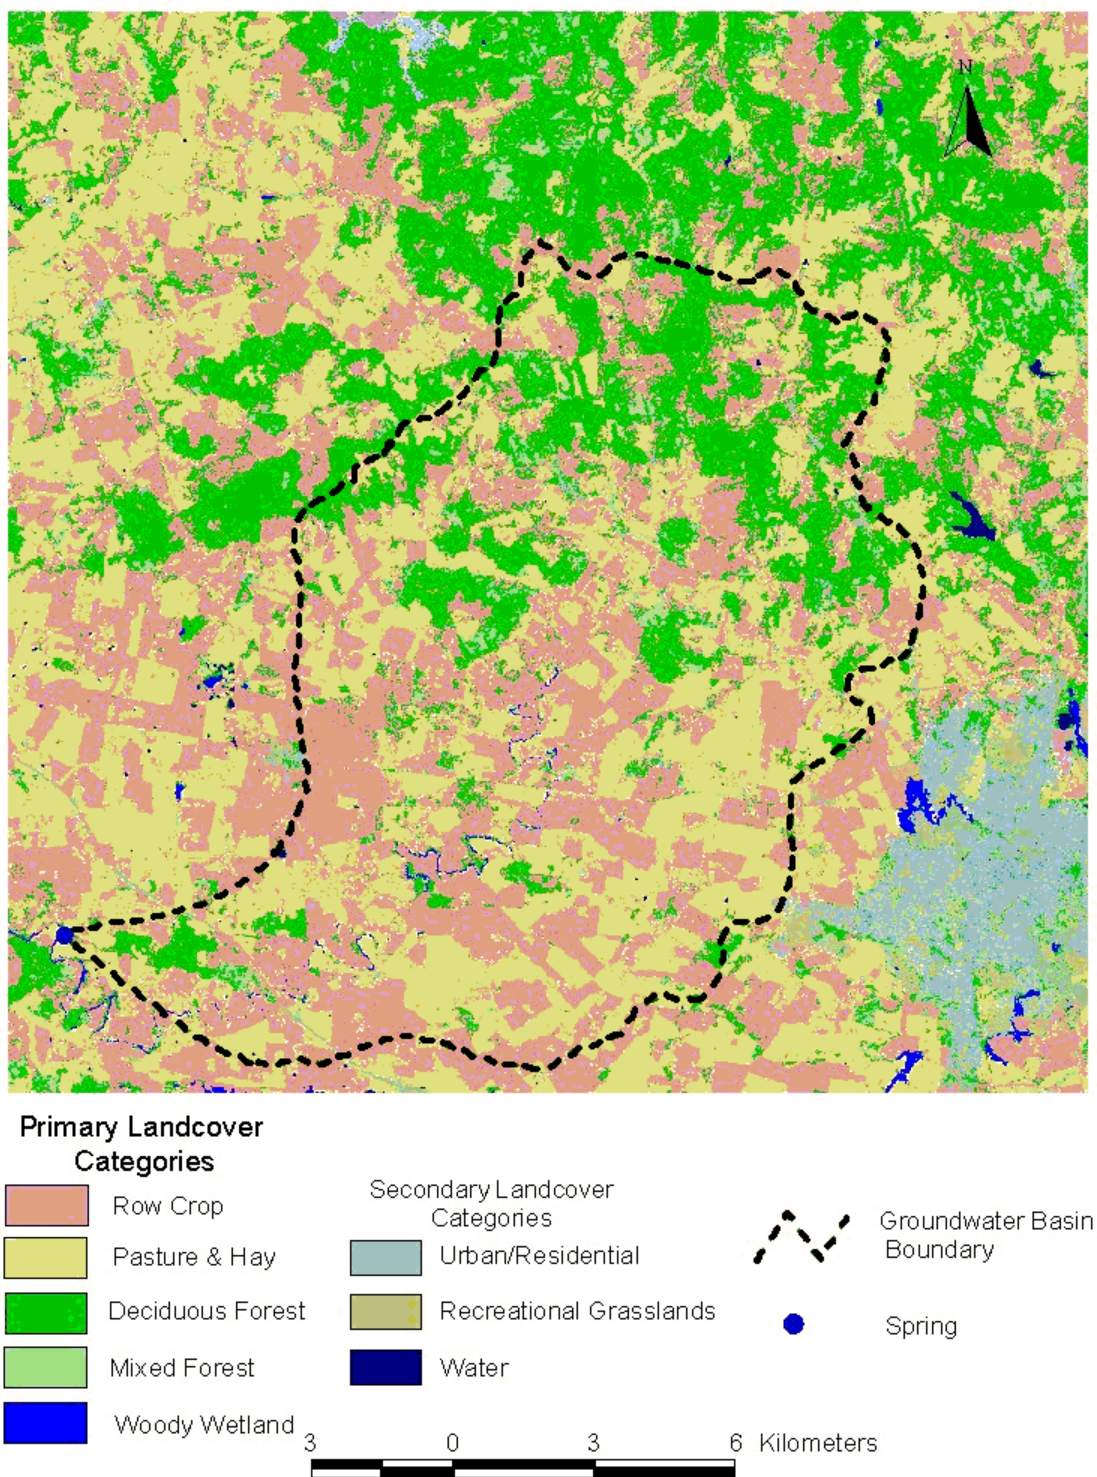 N
Primary Landcover
Categories
Row Crop
Pasture & Hay
Deciduous Forest
Mixed Forest
Woody Wetland
Secondary Landcover
Categories
Urban/Residential
Recreational Grasslands
Water
Groundwater Basin
Boundary
Spring
3 0 3 6 Kilometers